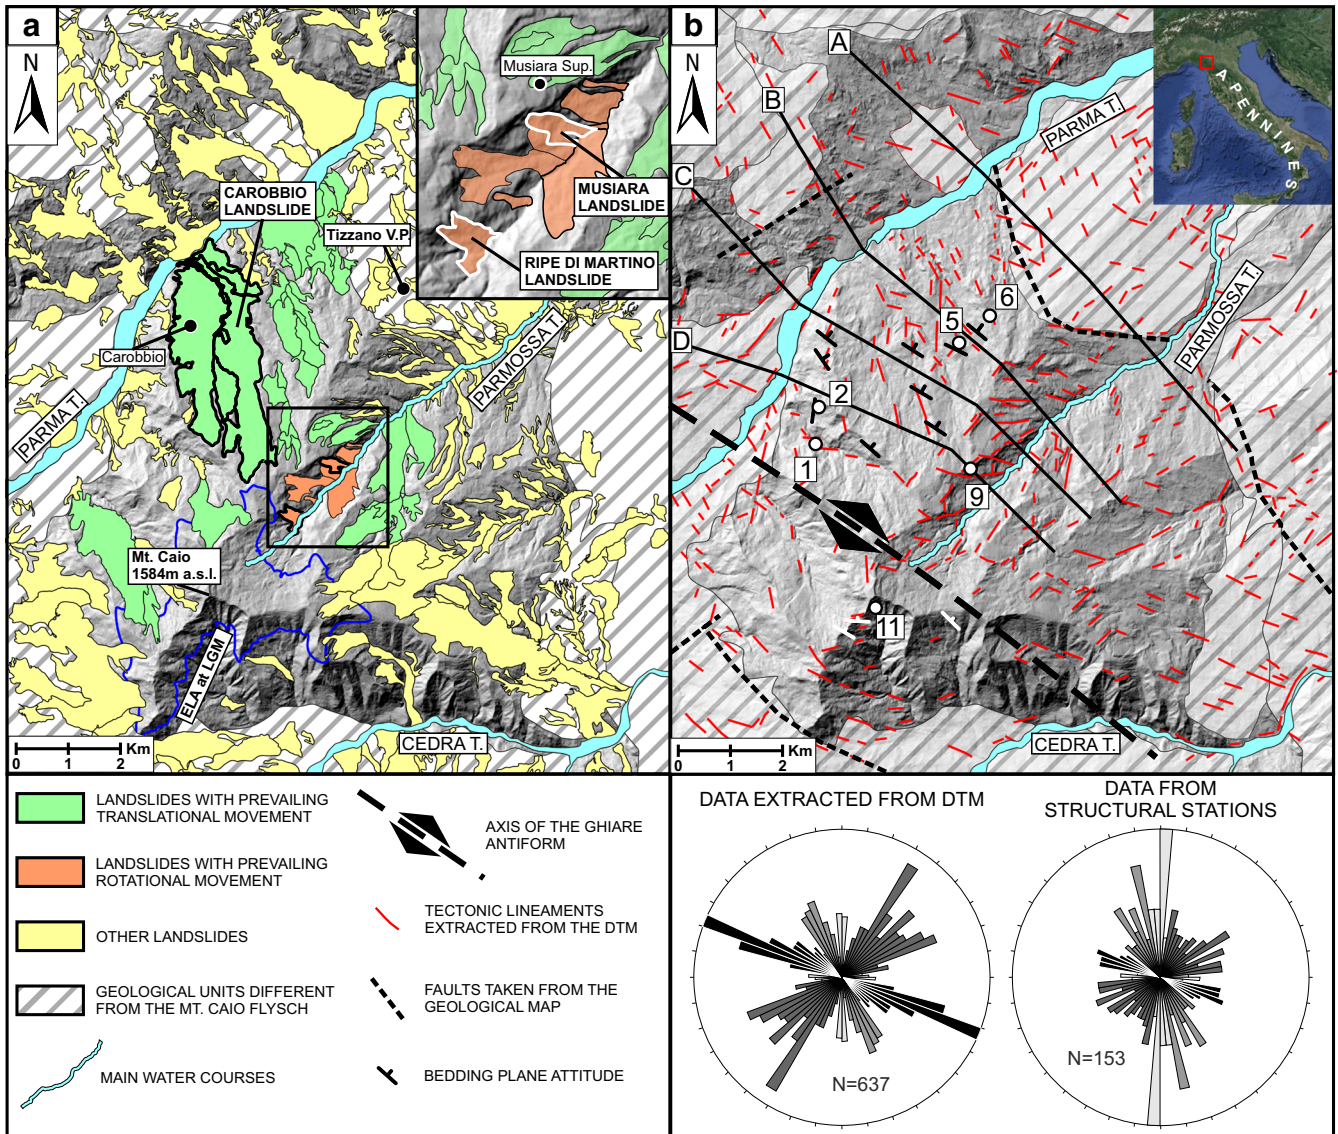 a
N
Musiara Sup.
MUSIARA
LANDSLIDE
RIPE DI MARTINO
LANDSLIDE
CAROBBIO
LANDSLIDE
Tizzano V.P.
Carobbio
PARMA T.
PARMOSSA T.
Mt. Caio
1584m a.s.l.
ELA at LGM
CEDRA T.
Km
0 1 2
b
N
A
B
C
D
PARMA T.
PARMOSSA T.
APENNINES
6
5
2
1
9
11
CEDRA T.
Km
0 1 2
LANDSLIDES WITH PREVAILING
TRANSLATIONAL MOVEMENT
LANDSLIDES WITH PREVAILING
ROTATIONAL MOVEMENT
OTHER LANDSLIDES
GEOLOGICAL UNITS DIFFERENT
FROM THE MT. CAIO FLYSCH
MAIN WATER COURSES
AXIS OF THE GHIARE
ANTIFORM
TECTONIC LINEAMENTS
EXTRACTED FROM THE DTM
FAULTS TAKEN FROM THE
GEOLOGICAL MAP
BEDDING PLANE ATTITUDE
DATA EXTRACTED FROM DTM
N=637
DATA FROM
STRUCTURAL STATIONS
N=153